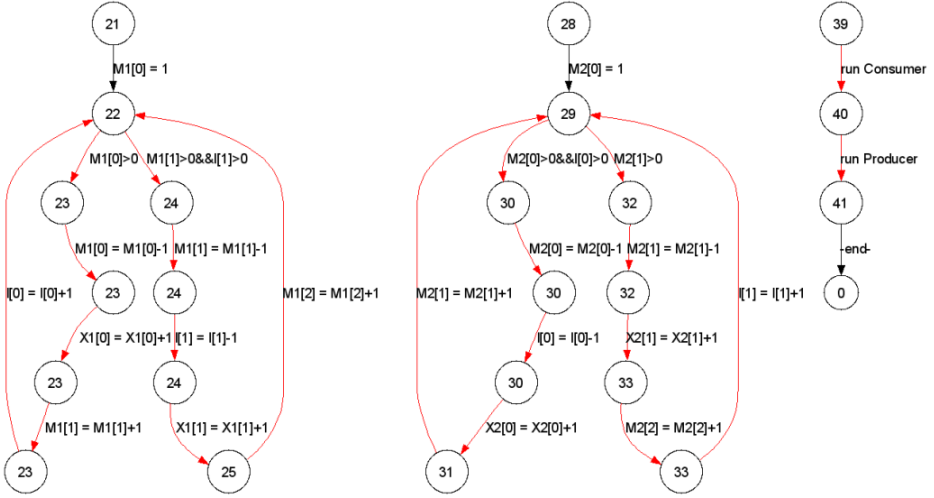 21 28 39
M1[0] = 1 M2[0] = 1 run Consumer
22 29 40
M1[0]>0 M1[1]>0&&I[1]>0 M2[0]>0&&I[0]>0 M2[1]>0 run Producer
23 24 30 32 41
M1[0] = M1[0]-1 M1[1] = M1[1]-1 M2[0] = M2[0]-1 M2[1] = M2[1]-1 -end-
I[0] = I[0]+1 23 24 M1[2] = M1[2]+1 M2[1] = M2[1]+1 30 32 I[1] = I[1]+1 0
X1[0] = X1[0]+1 I[1] = I[1]-1 I[0] = I[0]-1 X2[1] = X2[1]+1
23 24 30 33
M1[1] = M1[1]+1 X1[1] = X1[1]+1 X2[0] = X2[0]+1 M2[2] = M2[2]+1
23 25 31 33